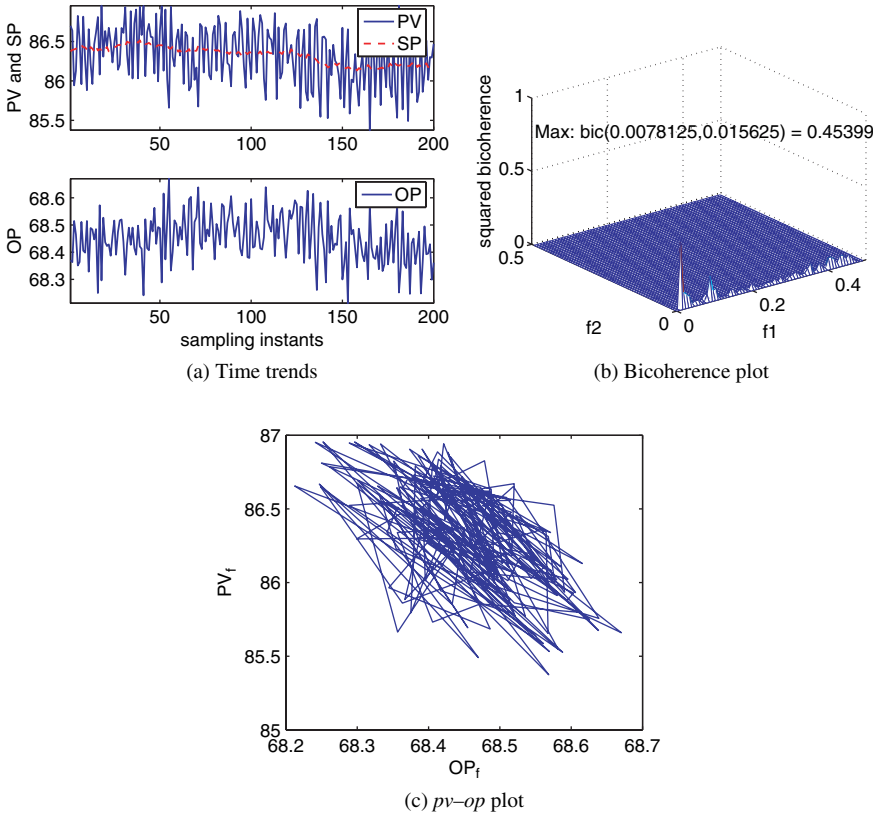 PV and SP
86.5
86
85.5
PV
SP
50
100
150
200
OP
68.6
68.5
68.4
68.3
OP
50
100
150
200
sampling instants
(a) Time trends
squared bicoherence
1
0.5
0
0.5
Max: bic(0.0078125,0.015625) = 0.45399
f2
0
0
0.2
0.4
f1
(b) Bicoherence plot
PVf
87
86.5
86
85.5
85
68.2
68.3
68.4
68.5
68.6
68.7
OPf
(c) pv–op plot